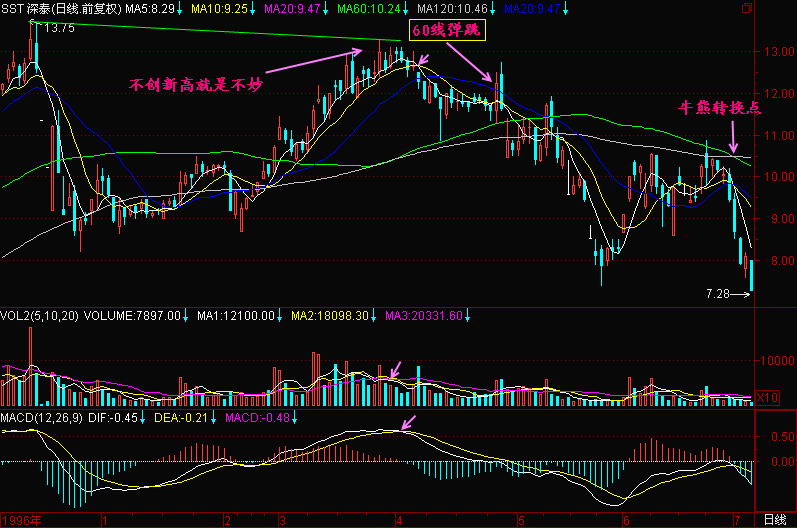 SST深泰(日线,前复权) MA5:8.29↓ MA10:9.25↓ MA20:9.47↓ MA60:10.24↓ MA120:10.46↓ MA20:9.47↓
13.75
60线弹跳
不创新高就是不妙
牛熊转换点
13.00
12.00
11.00
10.00
9.00
8.00
7.28
VOL2(5,10,20) VOLUME:7897.00↓ MA1:12100.00↓ MA2:18098.30↓ MA3:20331.60↓
10000
X10
MACD(12,26,9) DIF:-0.45↓ DEA:-0.21↓ MACD:-0.48↓
0.60
0.00
1996年 1 2 3 4 5 6 7 日线